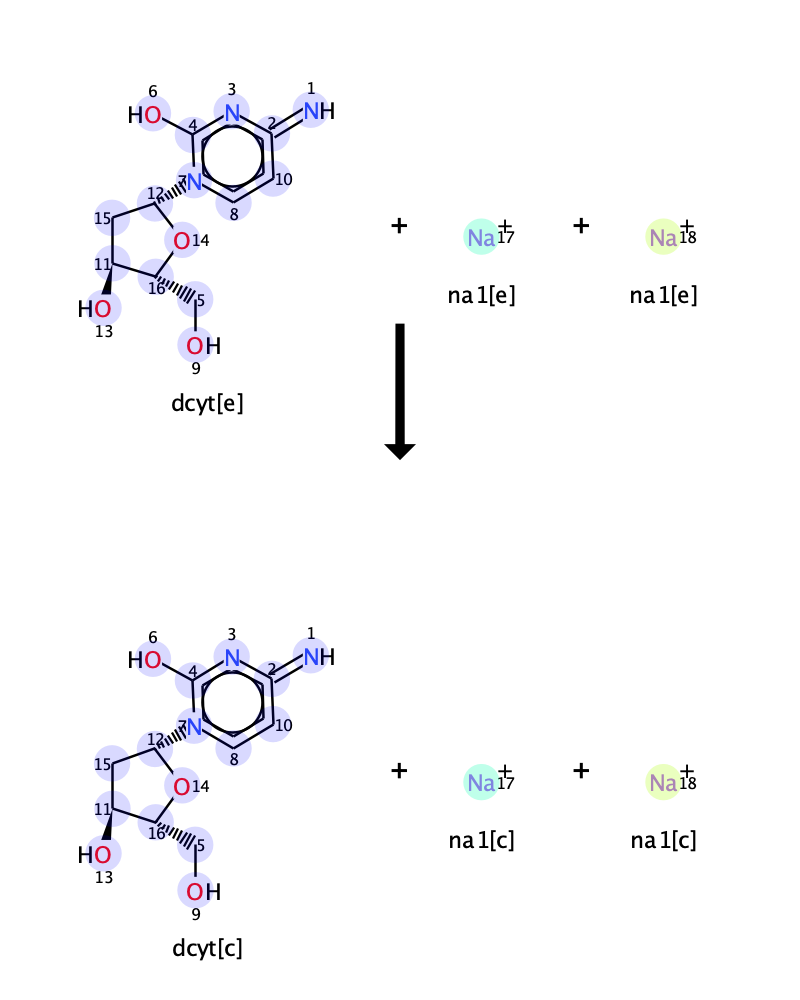 6 3 1
HO N NH
4 2
7 N 10
12 8
15 O 14
11 16 5
HO
13 OH
9
dcyt[e]
+ Na+ 17 + Na+ 18
na1[e] na1[e]
6 3 1
HO N NH
4 2
7 N 10
12 8
15 O 14
11 16 5
HO
13 OH
9
dcyt[c]
+ Na+ 17 + Na+ 18
na1[c] na1[c]